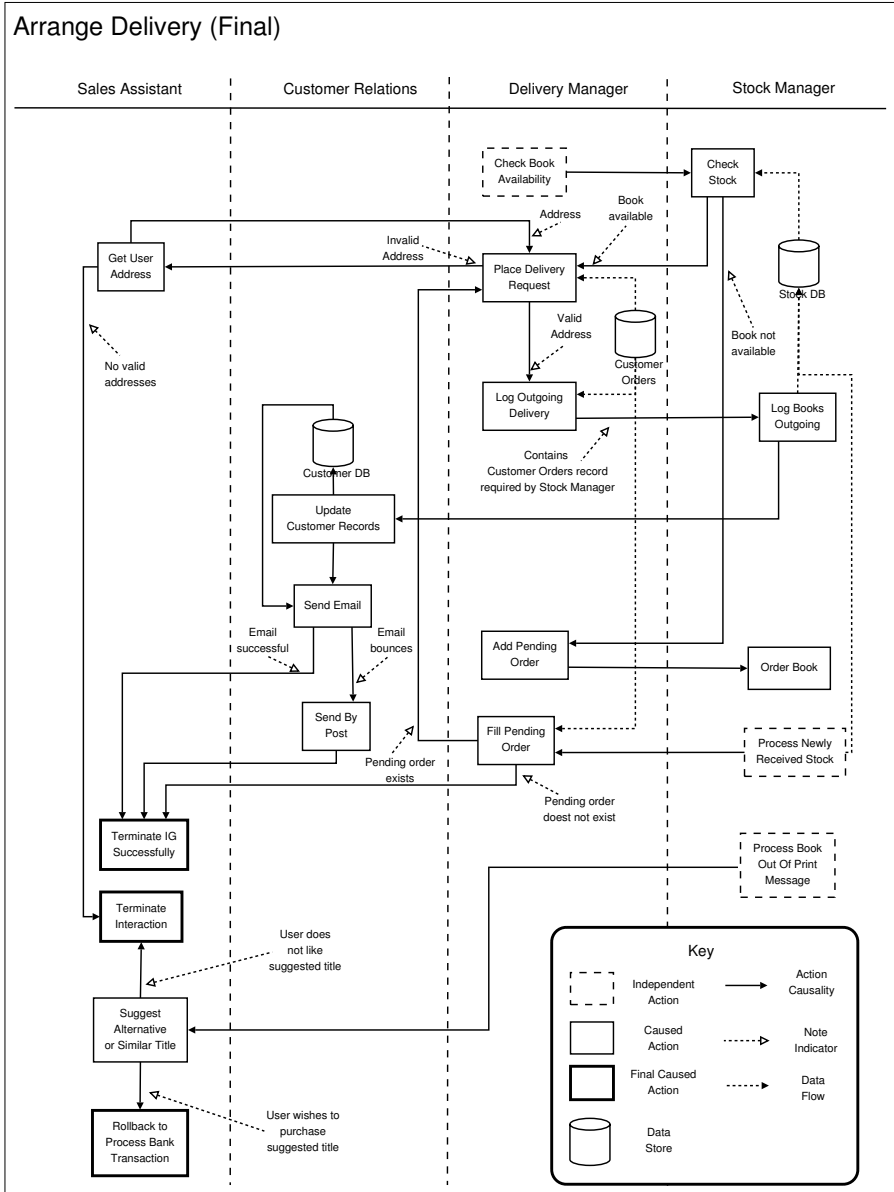 Arrange Delivery (Final)
Sales Assistant
Customer Relations
Delivery Manager
Stock Manager
Check Book
Availability
Check
Stock
Address
Book
available
Invalid
Address
Get User
Address
Place Delivery
Request
Stock DB
Valid
Address
Book not
available
Customer
Orders
No valid
addresses
Log Outgoing
Delivery
Log Books
Outgoing
Contains
Customer Orders record
required by Stock Manager
Customer DB
Update
Customer Records
Send Email
Email
successful
Email
bounces
Add Pending
Order
Order Book
Send By
Post
Fill Pending
Order
Process Newly
Received Stock
Pending order
exists
Pending order
doest not exist
Terminate IG
Successfully
Process Book
Out Of Print
Message
Terminate
Interaction
User does
not like
suggested title
Suggest
Alternative
or Similar Title
User wishes to
purchase
suggested title
Rollback to
Process Bank
Transaction
Key
Independent
Action
Action
Causality
Caused
Action
Note
Indicator
Final Caused
Action
Data
Flow
Data
Store